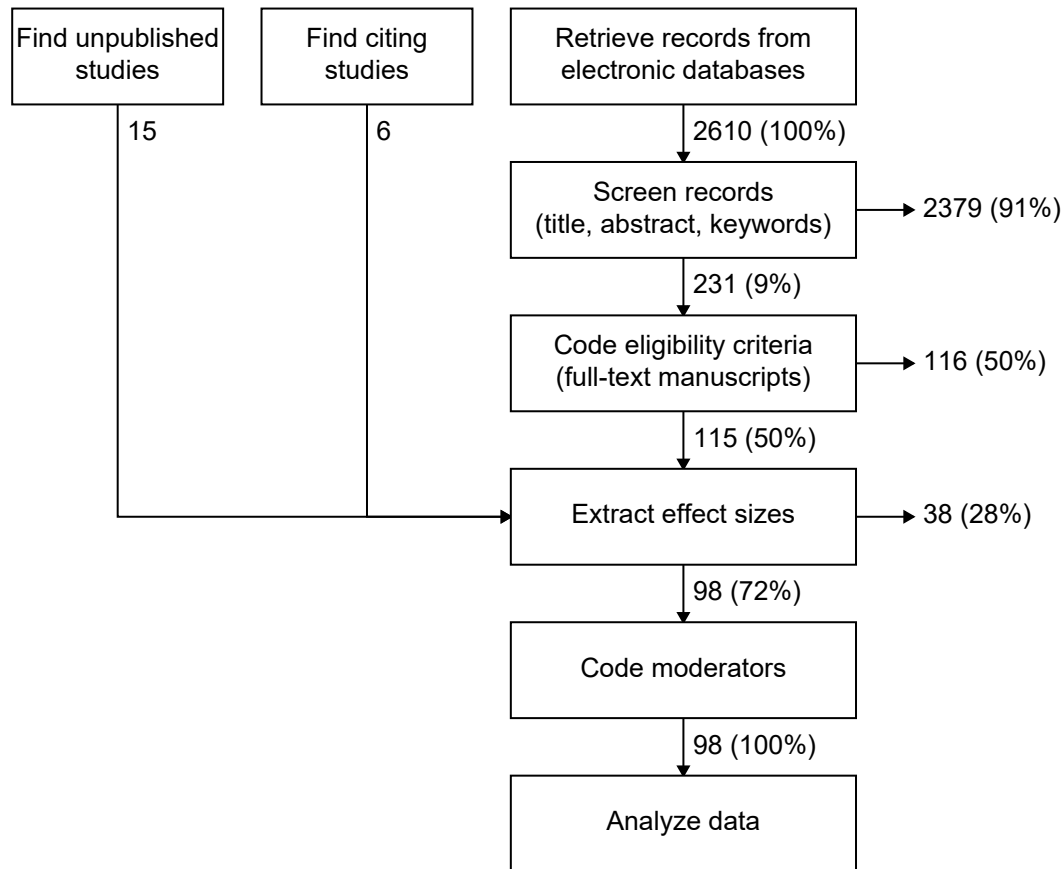 Find unpublished
studies
Find citing
studies
Retrieve records from
electronic databases
15
6
2610 (100%)
Screen records
(title, abstract, keywords)
2379 (91%)
231 (9%)
Code eligibility criteria
(full-text manuscripts)
116 (50%)
115 (50%)
Extract effect sizes
38 (28%)
98 (72%)
Code moderators
98 (100%)
Analyze data